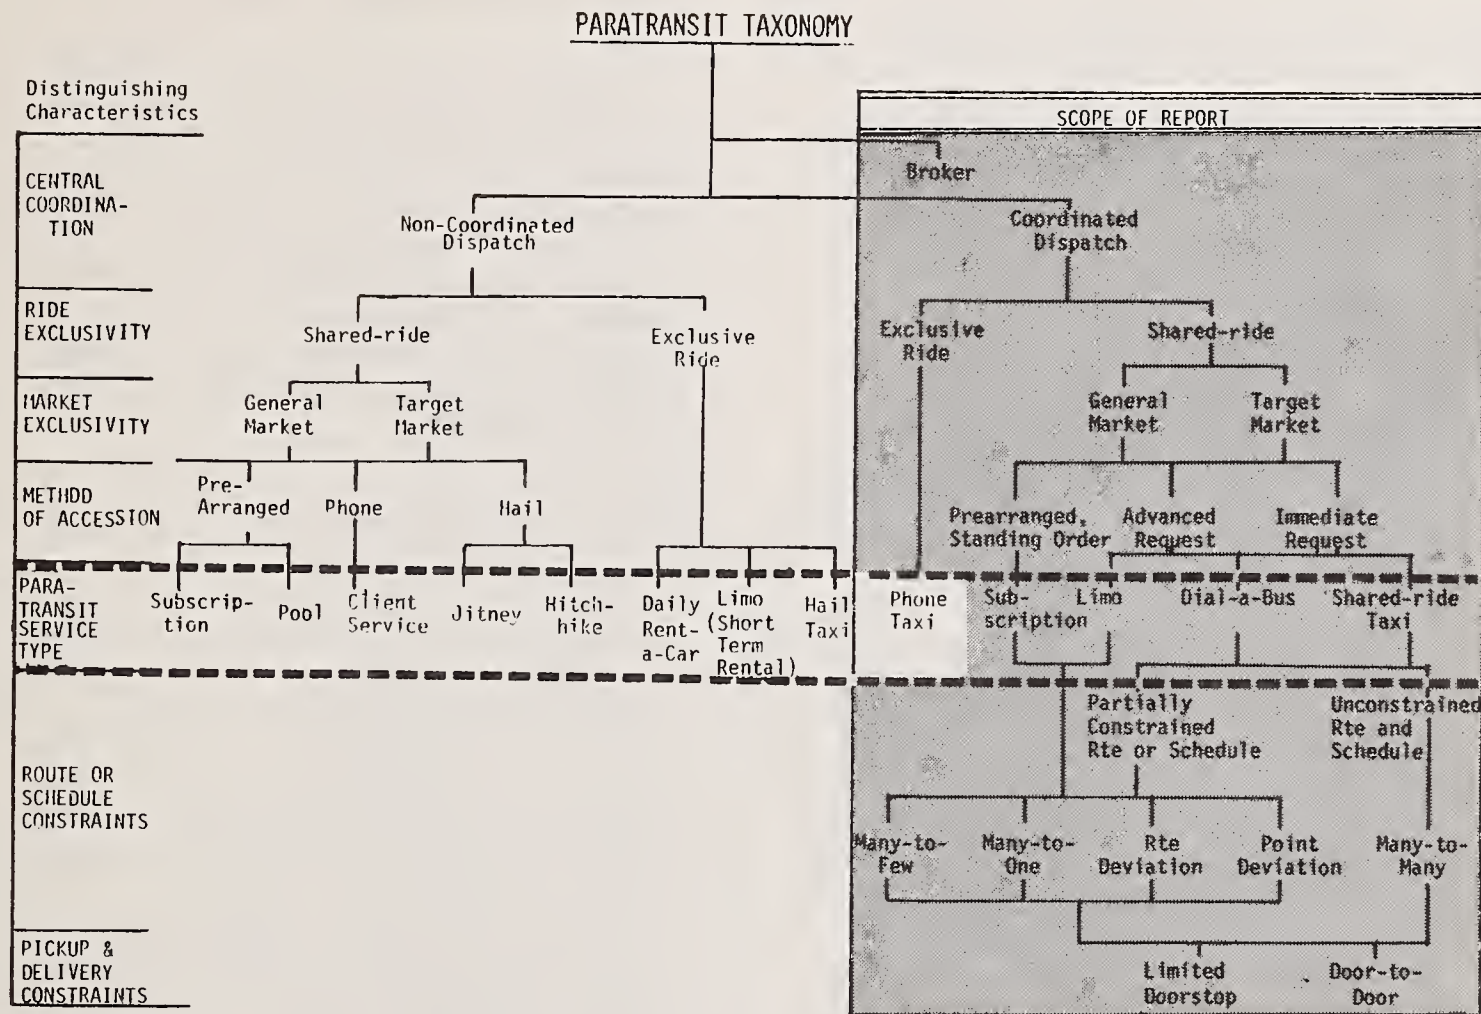 PARATRANSIT TAXONOMY
Distinguishing
Characteristics
SCOPE OF REPORT
CENTRAL
COORDINA-
TION
Broker
Non-Coordinated
Dispatch
Coordinated
Dispatch
RIDE
EXCLUSIVITY
Shared-ride
Exclusive
Ride
Exclusive
Ride
Shared-ride
MARKET
EXCLUSIVITY
General
Market
Target
Market
General
Market
Target
Market
METHOD
OF ACCESSION
Pre-
Arranged
Phone
Hail
Prearranged,
Standing Order
Advanced
Request
Immediate
Request
PARA-
TRANSIT
SERVICE
TYPE
Subscrip-
tion
Pool
Client
Service
Jitney
Hitch-
hike
Daily
Rent-
a-Car
Limo
(Short
Term
Rental)
Hail
Taxi
Phone
Taxi
Sub-
scription
Limo
Dial-a-Bus
Shared-ride
Taxi
ROUTE OR
SCHEDULE
CONSTRAINTS
Partially
Constrained
Rte or Schedule
Unconstrained
Rte and
Schedule
Many-to-
Few
Many-to-
One
Rte
Deviation
Point
Deviation
Many-to-
Many
PICKUP &
DELIVERY
CONSTRAINTS
Limited
Doorstop
Door-to-
Door